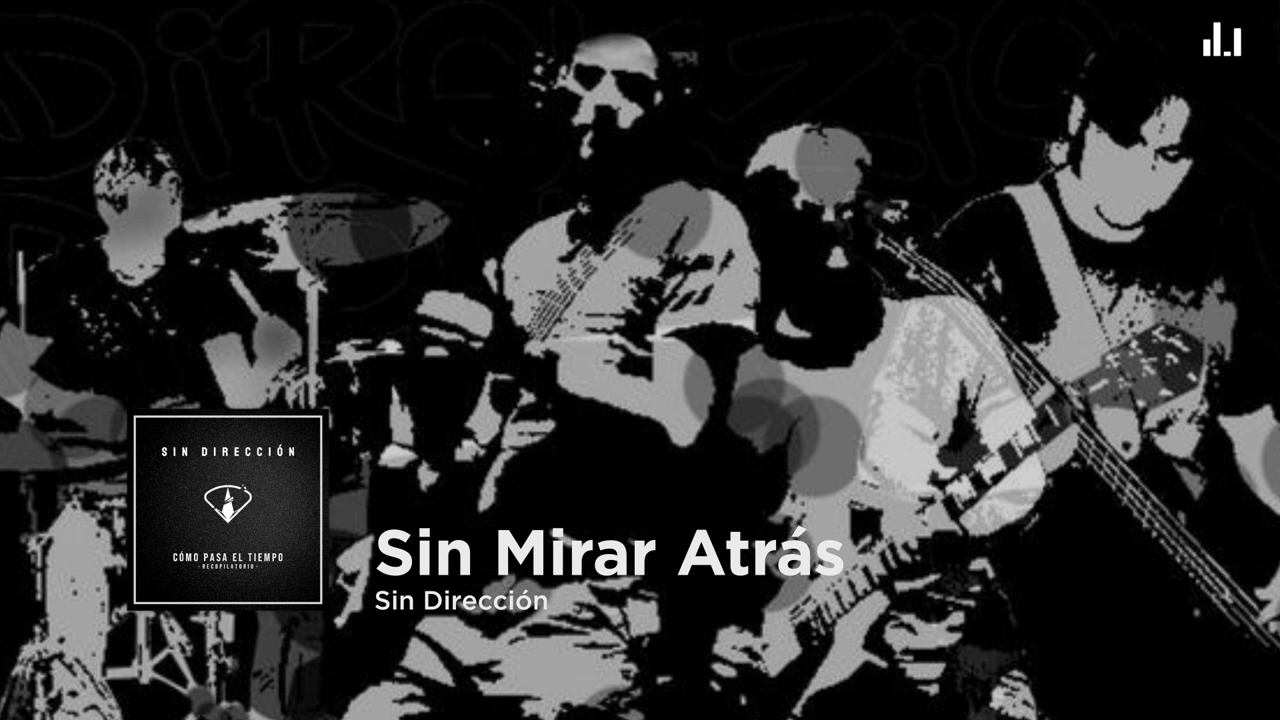 SIN DIRECCIÓN
CÓMO PASA EL TIEMPO
- RECOPILATORIO -
Sin Mirar Atrás
Sin Dirección